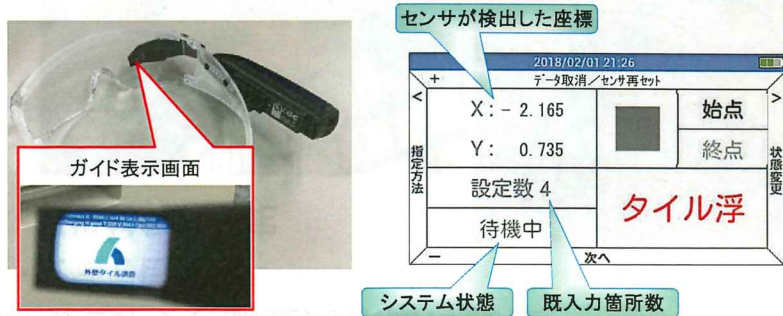 センサが検出した座標
2018/02/01 21:26
+
データ取消/センサ再セット
<
>
X:- 2.165
始点
Y: 0.735
終点
指定方法
状態変更
設定数 4
タイル浮
待機中
-
次へ
システム状態
既入力箇所数
ガイド表示画面
外壁タイル調査